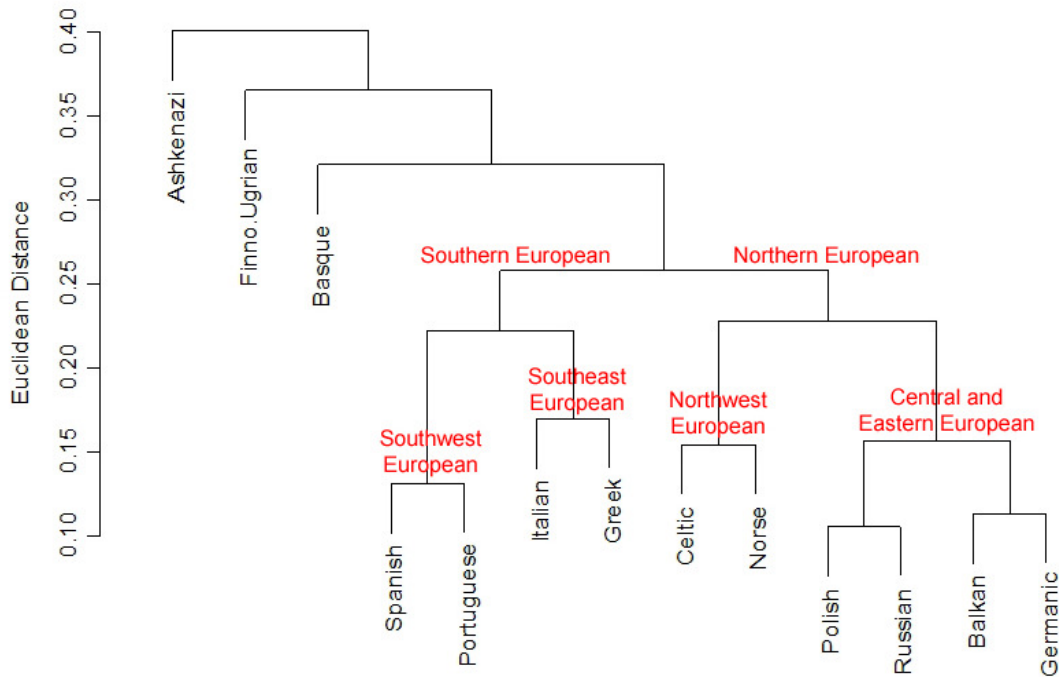 Euclidean Distance
0.40
0.35
0.30
0.25
0.20
0.15
0.10
Ashkenazi
Finno.Ugrian
Basque
Southern European
Northern European
Southeast
European
Northwest
European
Central and
Eastern European
Southwest
European
Spanish
Portuguese
Italian
Greek
Celtic
Norse
Polish
Russian
Balkan
Germanic